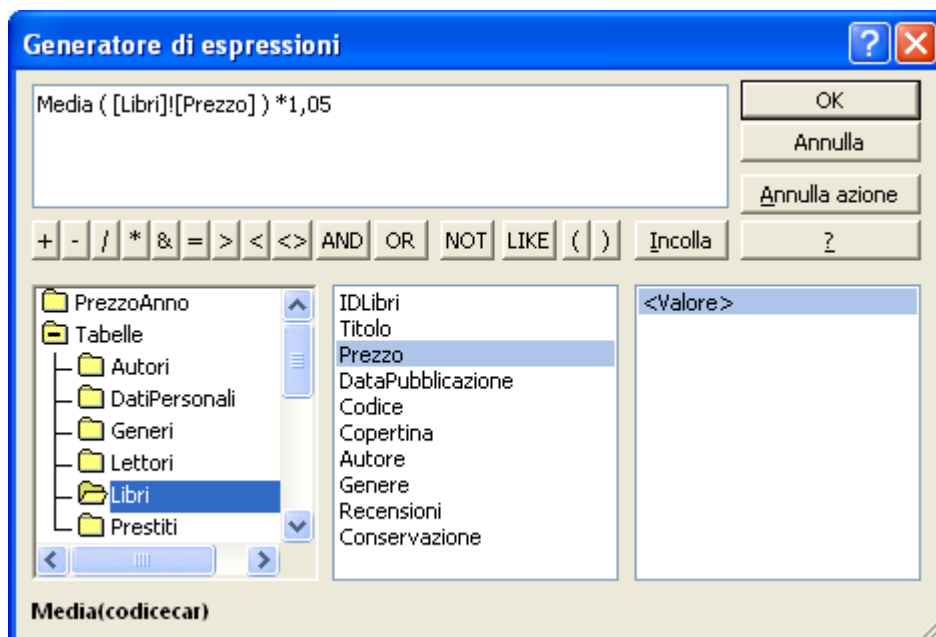 Generatore di espressioni
?
Media ( [Libri]![Prezzo] ) *1,05
OK
Annulla
Annulla azione
+ - / * & = > < <> AND OR NOT LIKE ( ) Incolla ?
PrezzoAnno
Tabelle
Autori
DatiPersonali
Generi
Lettori
Libri
Prestiti
IDLibri
Titolo
Prezzo
DataPubblicazione
Codice
Copertina
Autore
Genere
Recensioni
Conservazione
<Valore>
Media(codicecar)